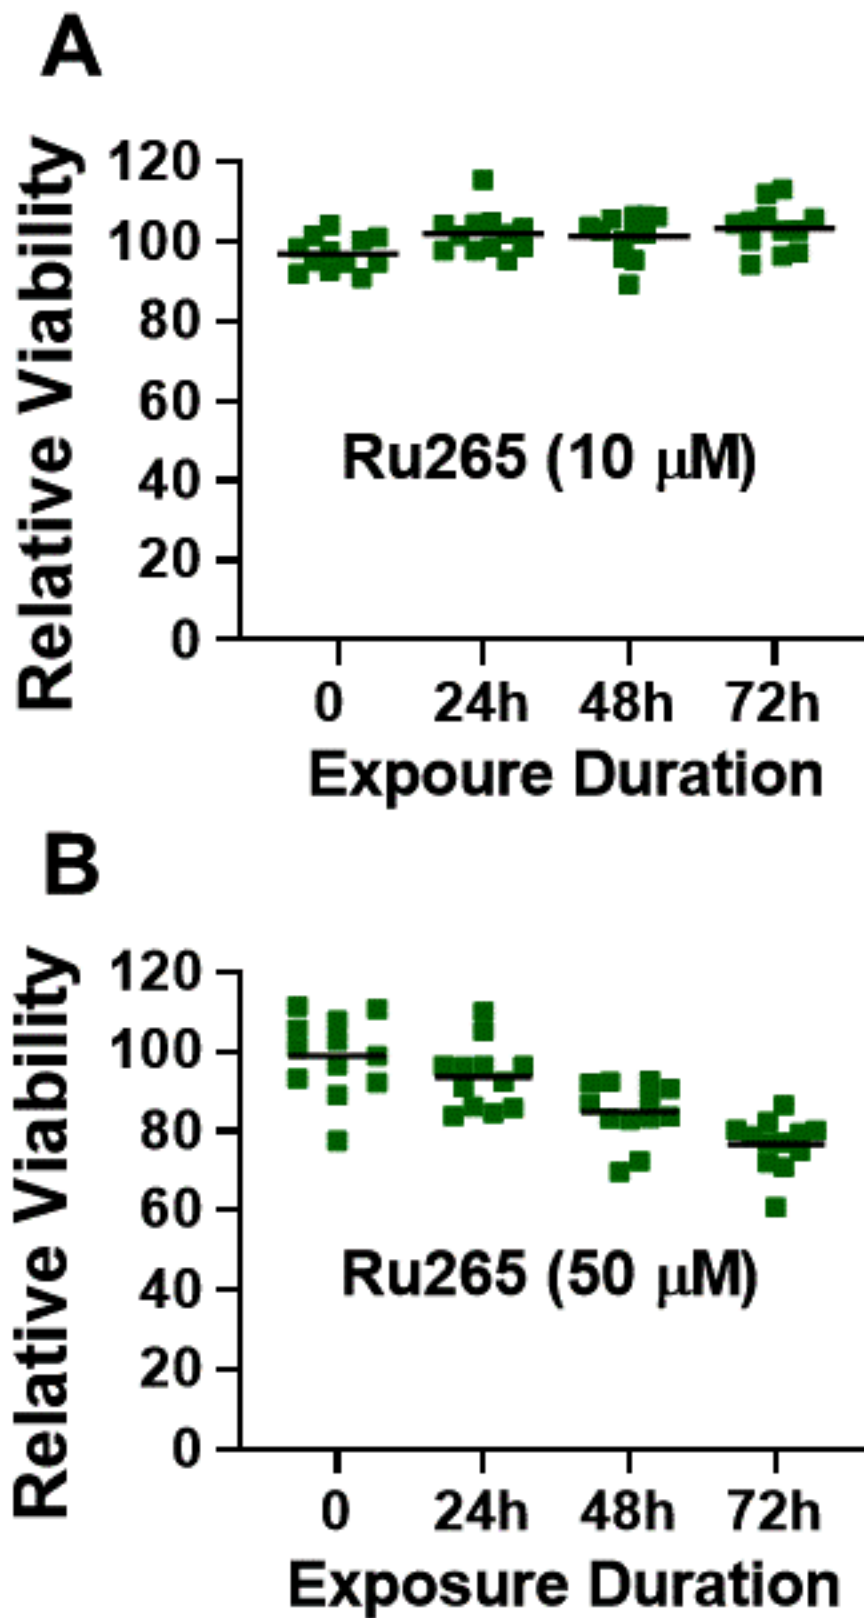 A
Relative Viability
120
100
80
60
40
20
0
Ru265 (10 μM)
0 24h 48h 72h
Expoure Duration
B
Relative Viability
120
100
80
60
40
20
0
Ru265 (50 μM)
0 24h 48h 72h
Exposure Duration